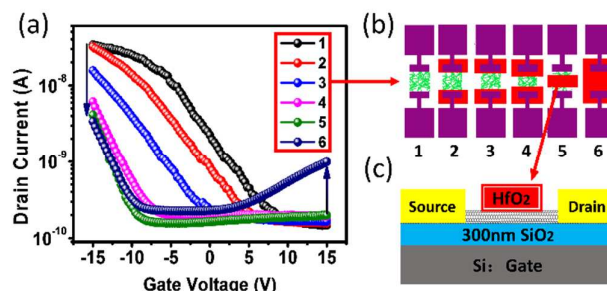 (a)
Drain Current (A)
10⁻⁸
10⁻⁹
10⁻¹⁰
-15 -10 -5 0 5 10 15
Gate Voltage (V)
1
2
3
4
5
6
(b)
1 2 3 4 5 6
(c)
Source HfO₂ Drain
300nm SiO₂
Si: Gate